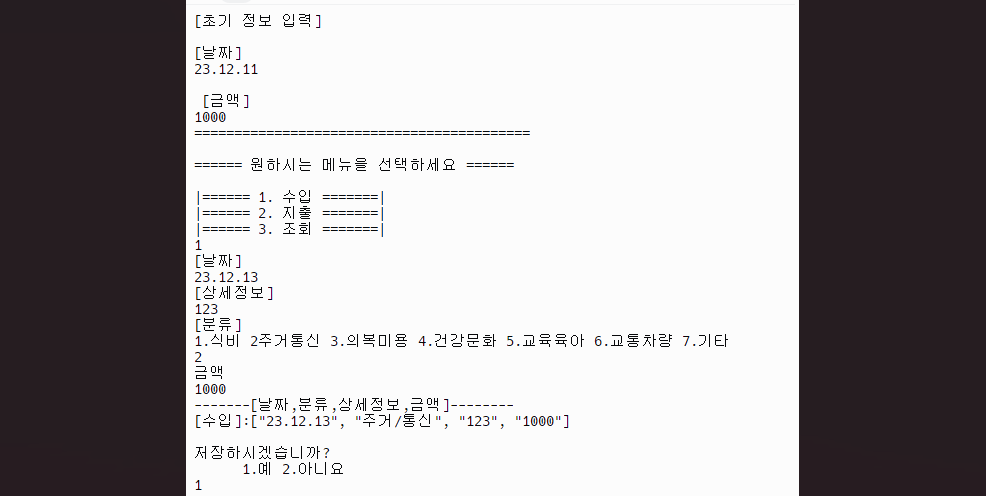 [초기 정보 입력]
[날짜]
23.12.11
[금액]
1000
==========================================
====== 원하시는 메뉴을 선택하세요 ======
|====== 1. 수입 =======|
|====== 2. 지출 =======|
|====== 3. 조회 =======|
1
[날짜]
23.12.13
[상세정보]
123
[분류]
1.식비 2주거통신 3.의복미용 4.건강문화 5.교육육아 6.교통차량 7.기타
2
금액
1000
-------[날짜,분류,상세정보,금액]--------
[수입]:["23.12.13", "주거/통신", "123", "1000"]
저장하시겠습니까?
1.예 2.아니요
1